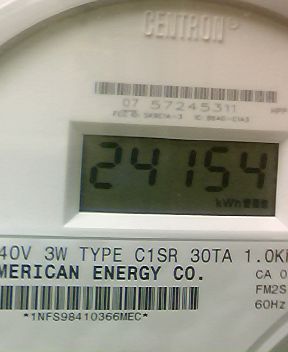 CENTRON
07 57245311
24154
kWh
40V 3W TYPE C1SR 30TA 1.0K
MERICAN ENERGY CO.
CA 0
FM2S
60Hz
*1NFS98410366MEC*